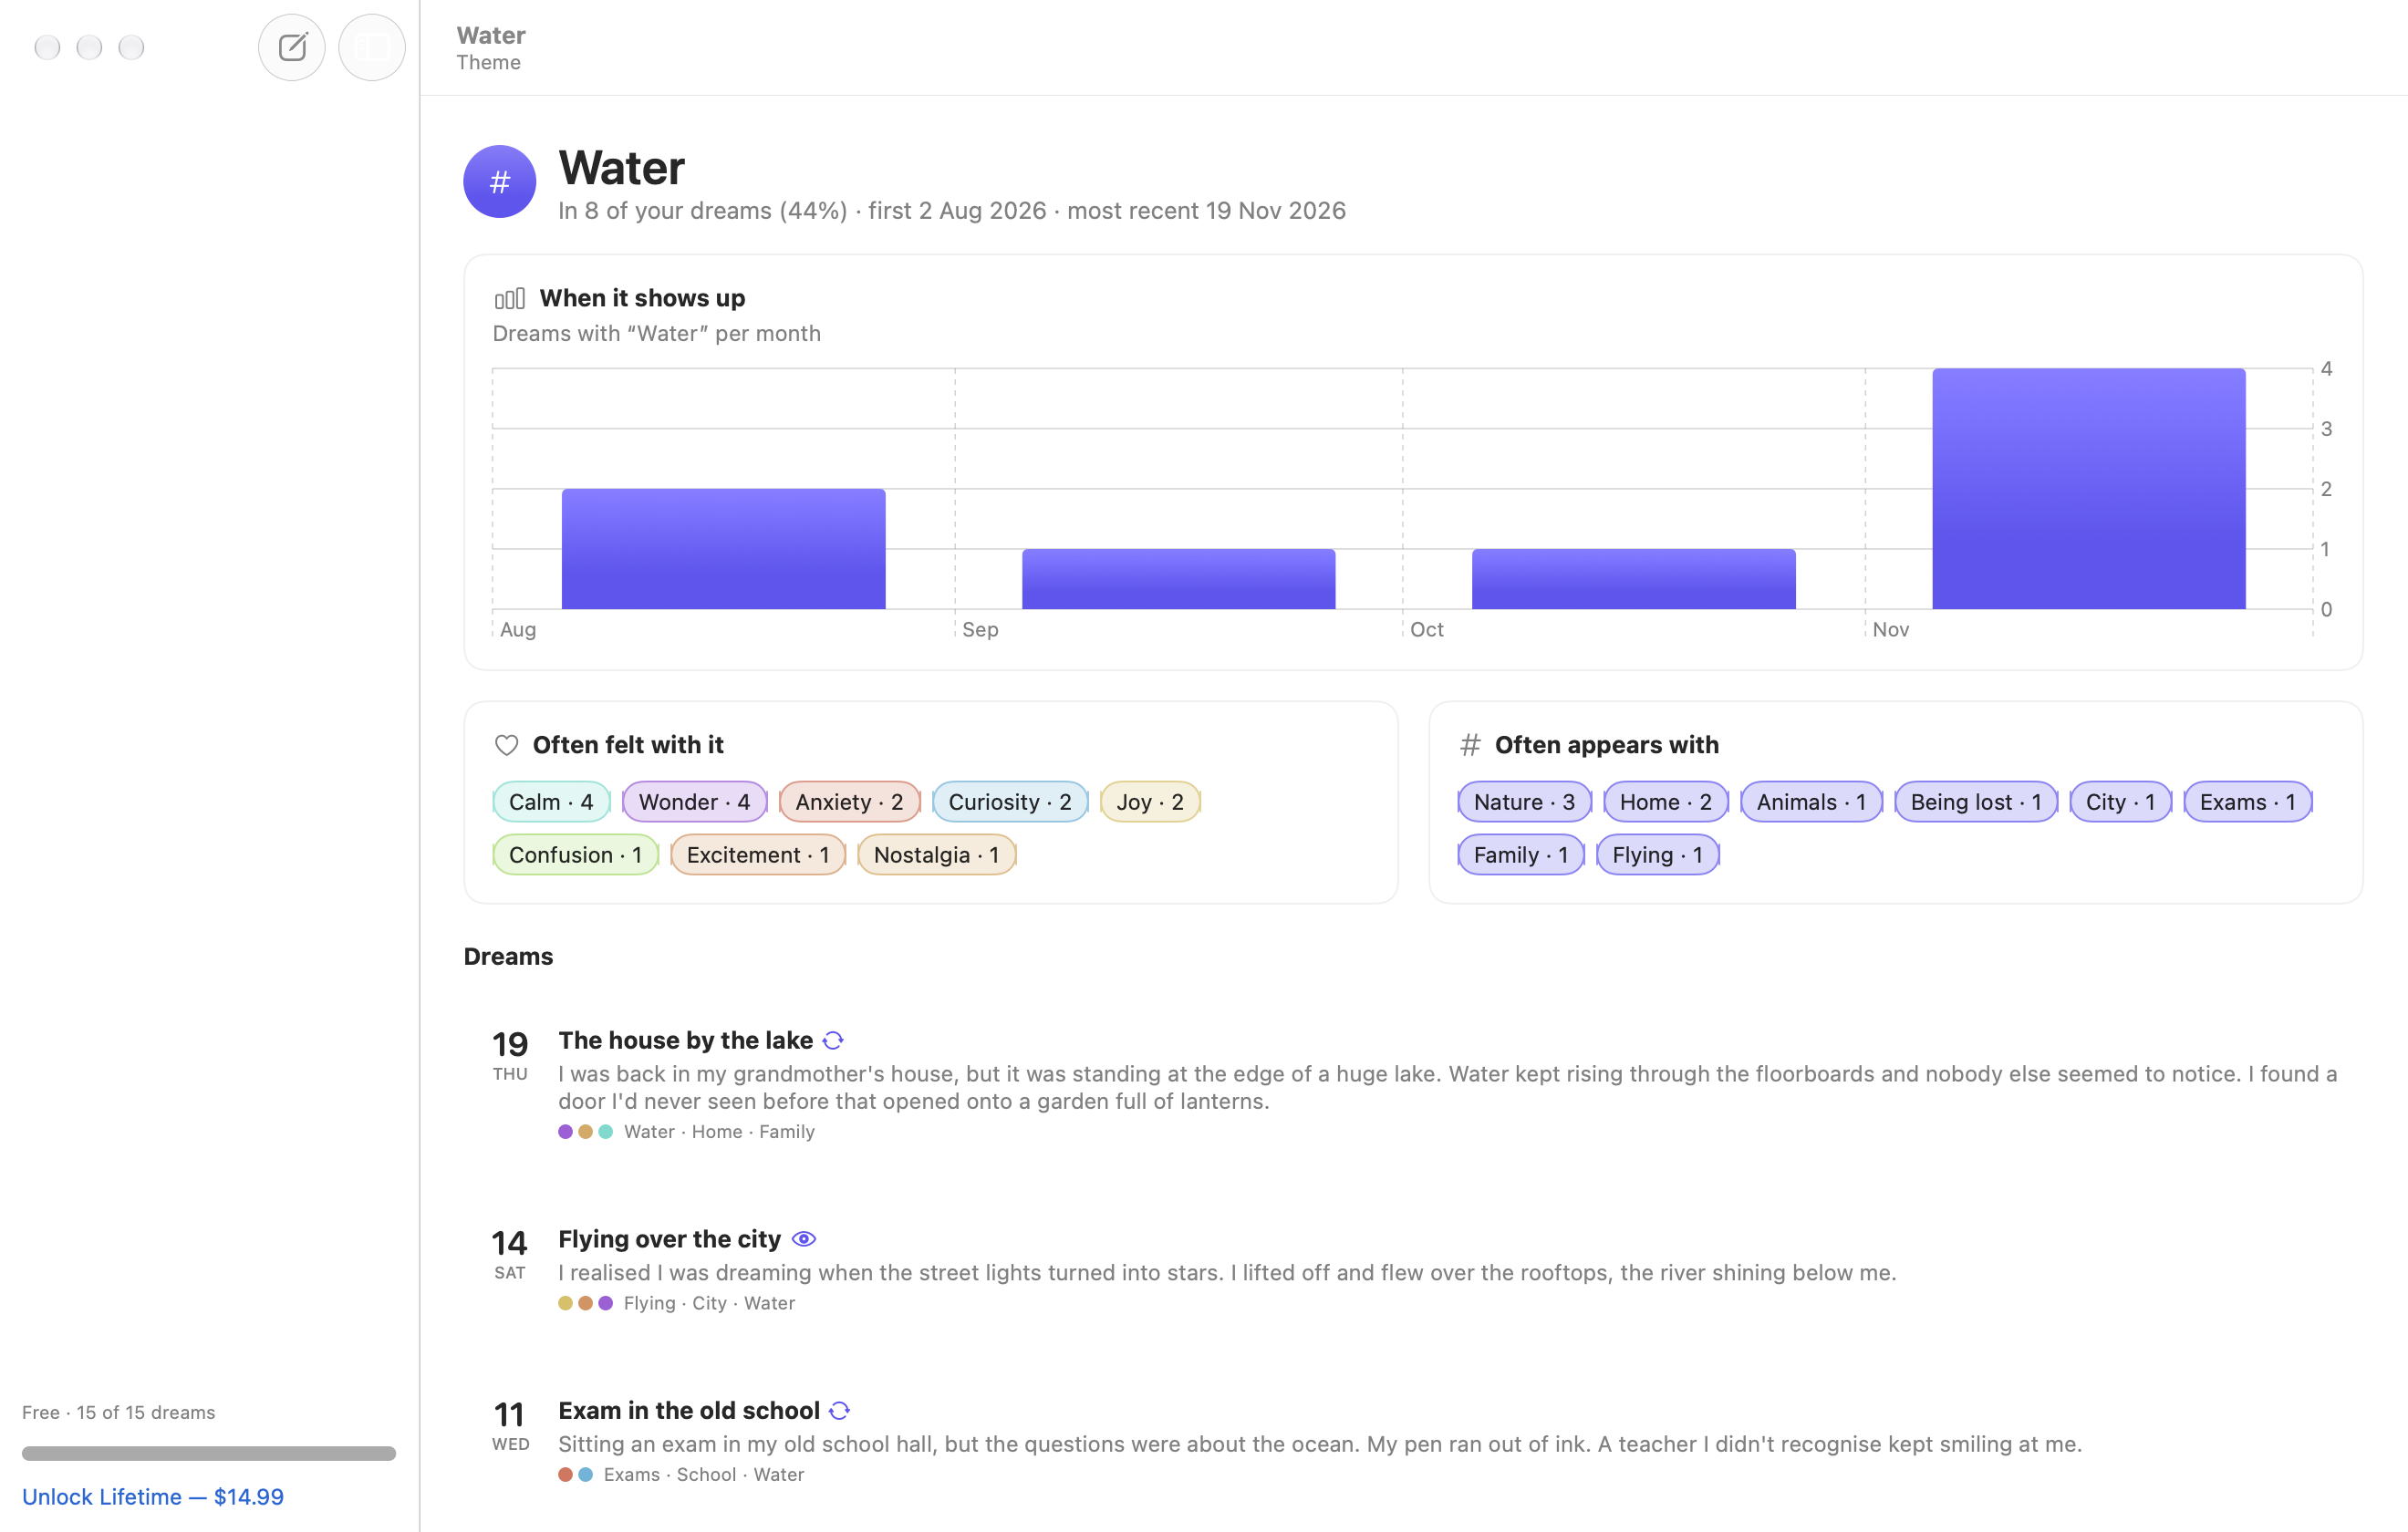 Water
Theme
# Water
In 8 of your dreams (44%) · first 2 Aug 2026 · most recent 19 Nov 2026
When it shows up
Dreams with “Water” per month
4
3
2
1
0
Aug Sep Oct Nov
Often felt with it
Calm · 4 Wonder · 4 Anxiety · 2 Curiosity · 2 Joy · 2
Confusion · 1 Excitement · 1 Nostalgia · 1
# Often appears with
Nature · 3 Home · 2 Animals · 1 Being lost · 1 City · 1 Exams · 1
Family · 1 Flying · 1
Dreams
19 The house by the lake
THU I was back in my grandmother's house, but it was standing at the edge of a huge lake. Water kept rising through the floorboards and nobody else seemed to notice. I found a
door I'd never seen before that opened onto a garden full of lanterns.
Water · Home · Family
14 Flying over the city
SAT I realised I was dreaming when the street lights turned into stars. I lifted off and flew over the rooftops, the river shining below me.
Flying · City · Water
11 Exam in the old school
WED Sitting an exam in my old school hall, but the questions were about the ocean. My pen ran out of ink. A teacher I didn't recognise kept smiling at me.
Exams · School · Water
Free · 15 of 15 dreams
Unlock Lifetime — $14.99